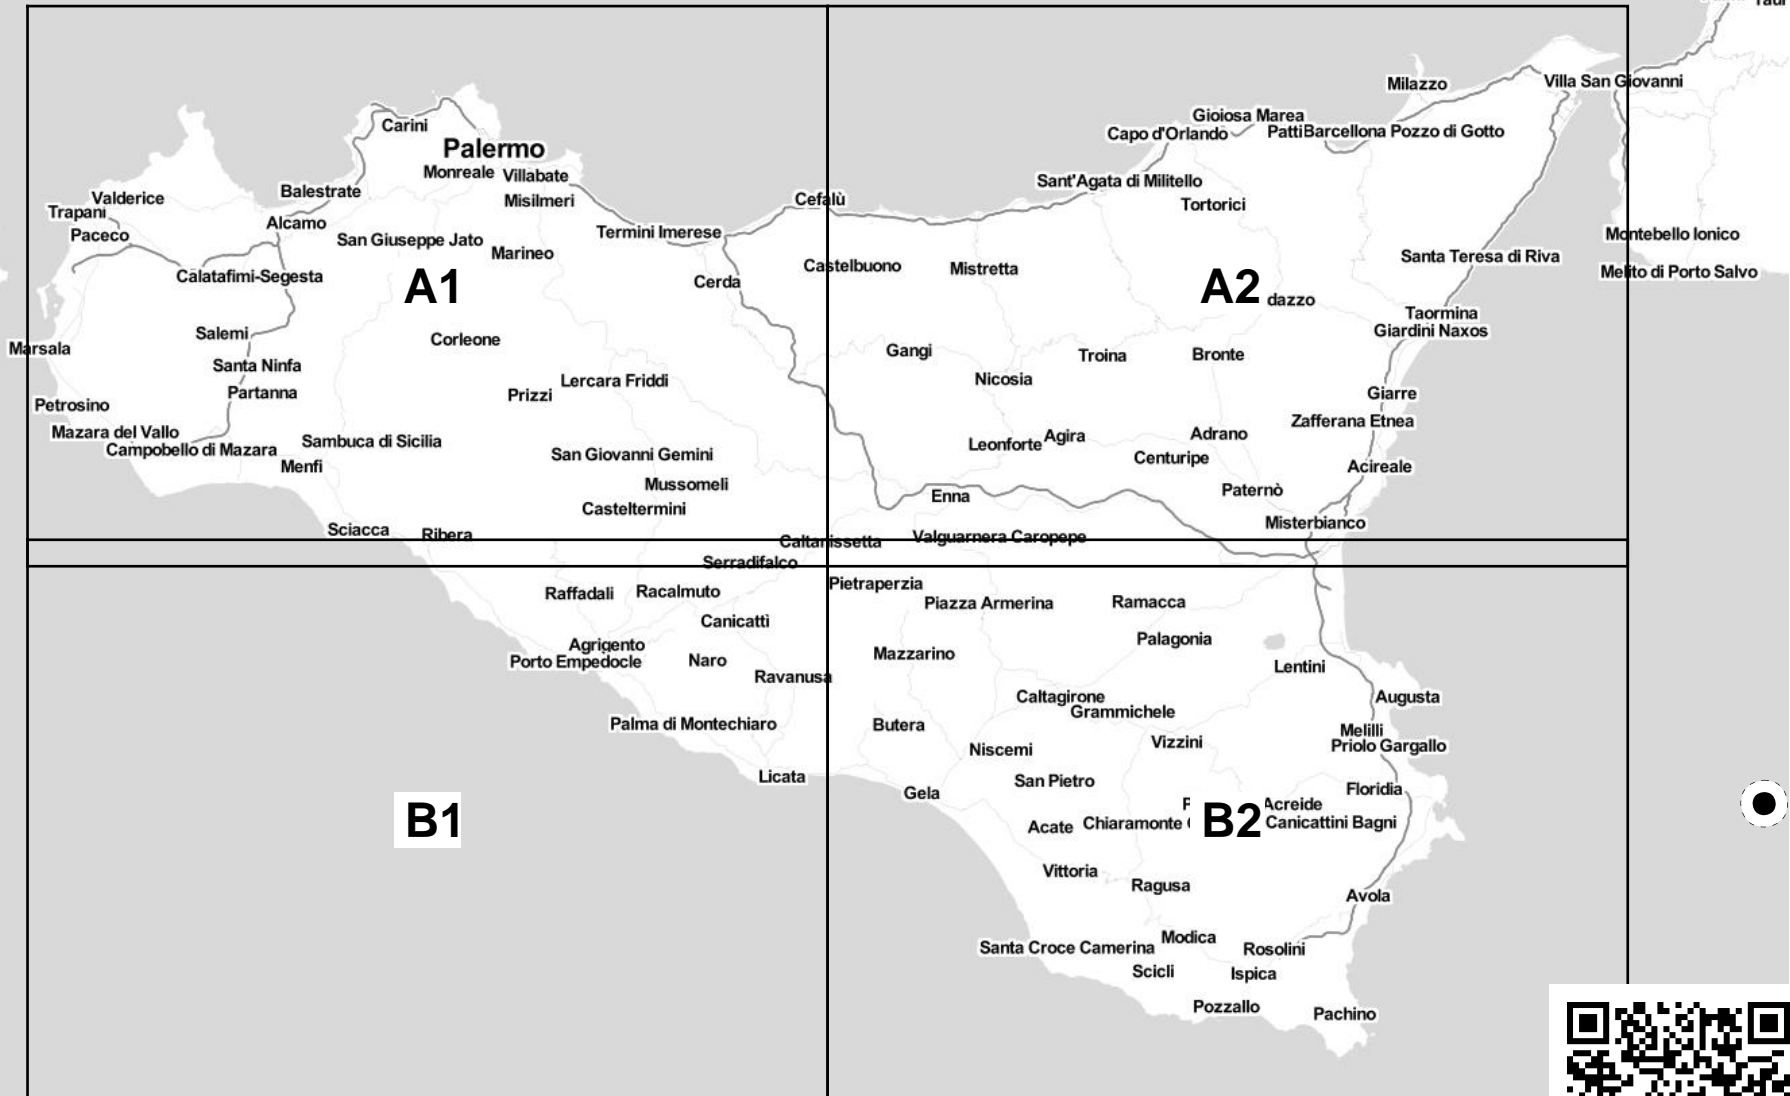 Milazzo
Villa San Giovanni
Carini
Gioiosa Marea
Capo d'Orlando
Patti
Barcellona Pozzo di Gotto
Palermo
Monreale
Villabate
Valderice
Balestrate
Misilmeri
Cefalù
Sant'Agata di Militello
Tortorici
Trapani
Alcamo
Paceco
San Giuseppe Jato
Termini Imerese
Montebello Ionico
Marineo
Santa Teresa di Riva
Calatafimi-Segesta
A1
Cerda
Castelbuono
Mistretta
A2
dazzo
Melito di Porto Salvo
Taormina
Giardini Naxos
Salemi
Corleone
Marsala
Gangi
Troina
Bronte
Santa Ninfa
Lercara Friddi
Nicosia
Partanna
Prizzi
Giarre
Petrosino
Zafferana Etnea
Mazara del Vallo
Sambuca di Sicilia
Leonforte
Agira
Adrano
Campobello di Mazara
San Giovanni Gemini
Centuripe
Menfi
Acireale
Mussomeli
Enna
Paternò
Casteltermini
Sciacca
Ribera
Misterbianco
Caltanissetta
Valguarnera Caropepe
Serradifalco
Pietraperzia
Raffadali
Racalmuto
Piazza Armerina
Ramacca
Canicattì
Palagonia
Agrigento
Porto Empedocle
Naro
Mazzarino
Lentini
Ravanusa
Caltagirone
Augusta
Grammichele
Palma di Montechiaro
Butera
Melilli
Niscemi
Vizzini
Priolo Gargallo
Licata
San Pietro
Gela
Floridia
B1
Acate
Chiaramonte
B2
Acreide
Canicattini Bagni
Vittoria
Ragusa
Avola
Santa Croce Camerina
Modica
Rosolini
Scicli
Ispica
Pozzallo
Pachino